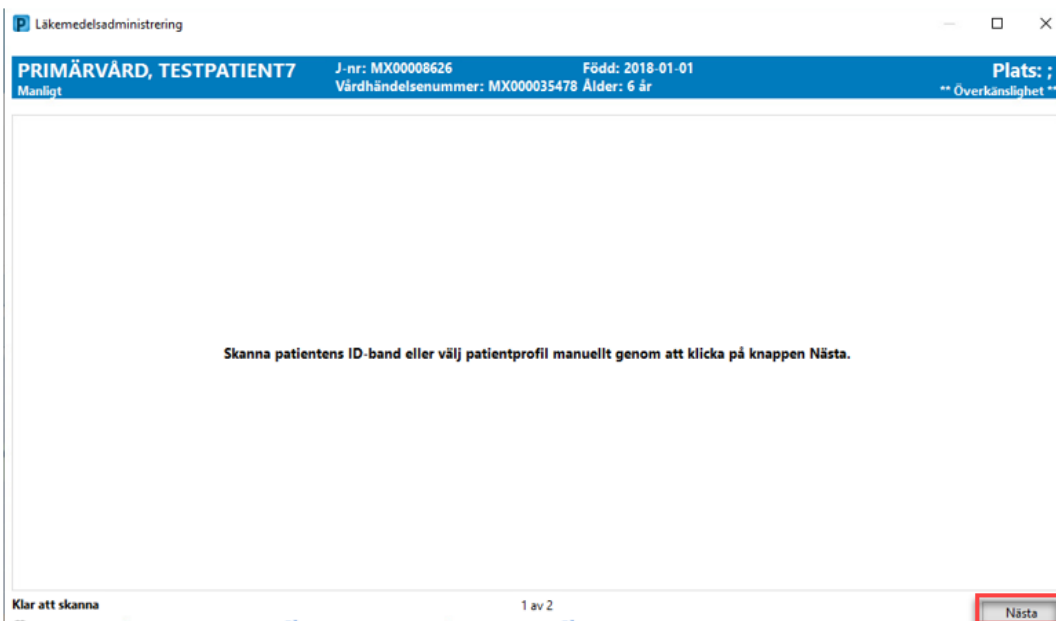 Läkemedelsadministrering
PRIMÄRVÅRD, TESTPATIENT7
Manligt
J-nr: MX00008626
Vårdhändelsenummer: MX000035478
Född: 2018-01-01
Ålder: 6 år
Plats: ;
** Överkänslighet **
Skanna patientens ID-band eller välj patientprofil manuellt genom att klicka på knappen Nästa.
Klar att skanna
1 av 2
Nästa